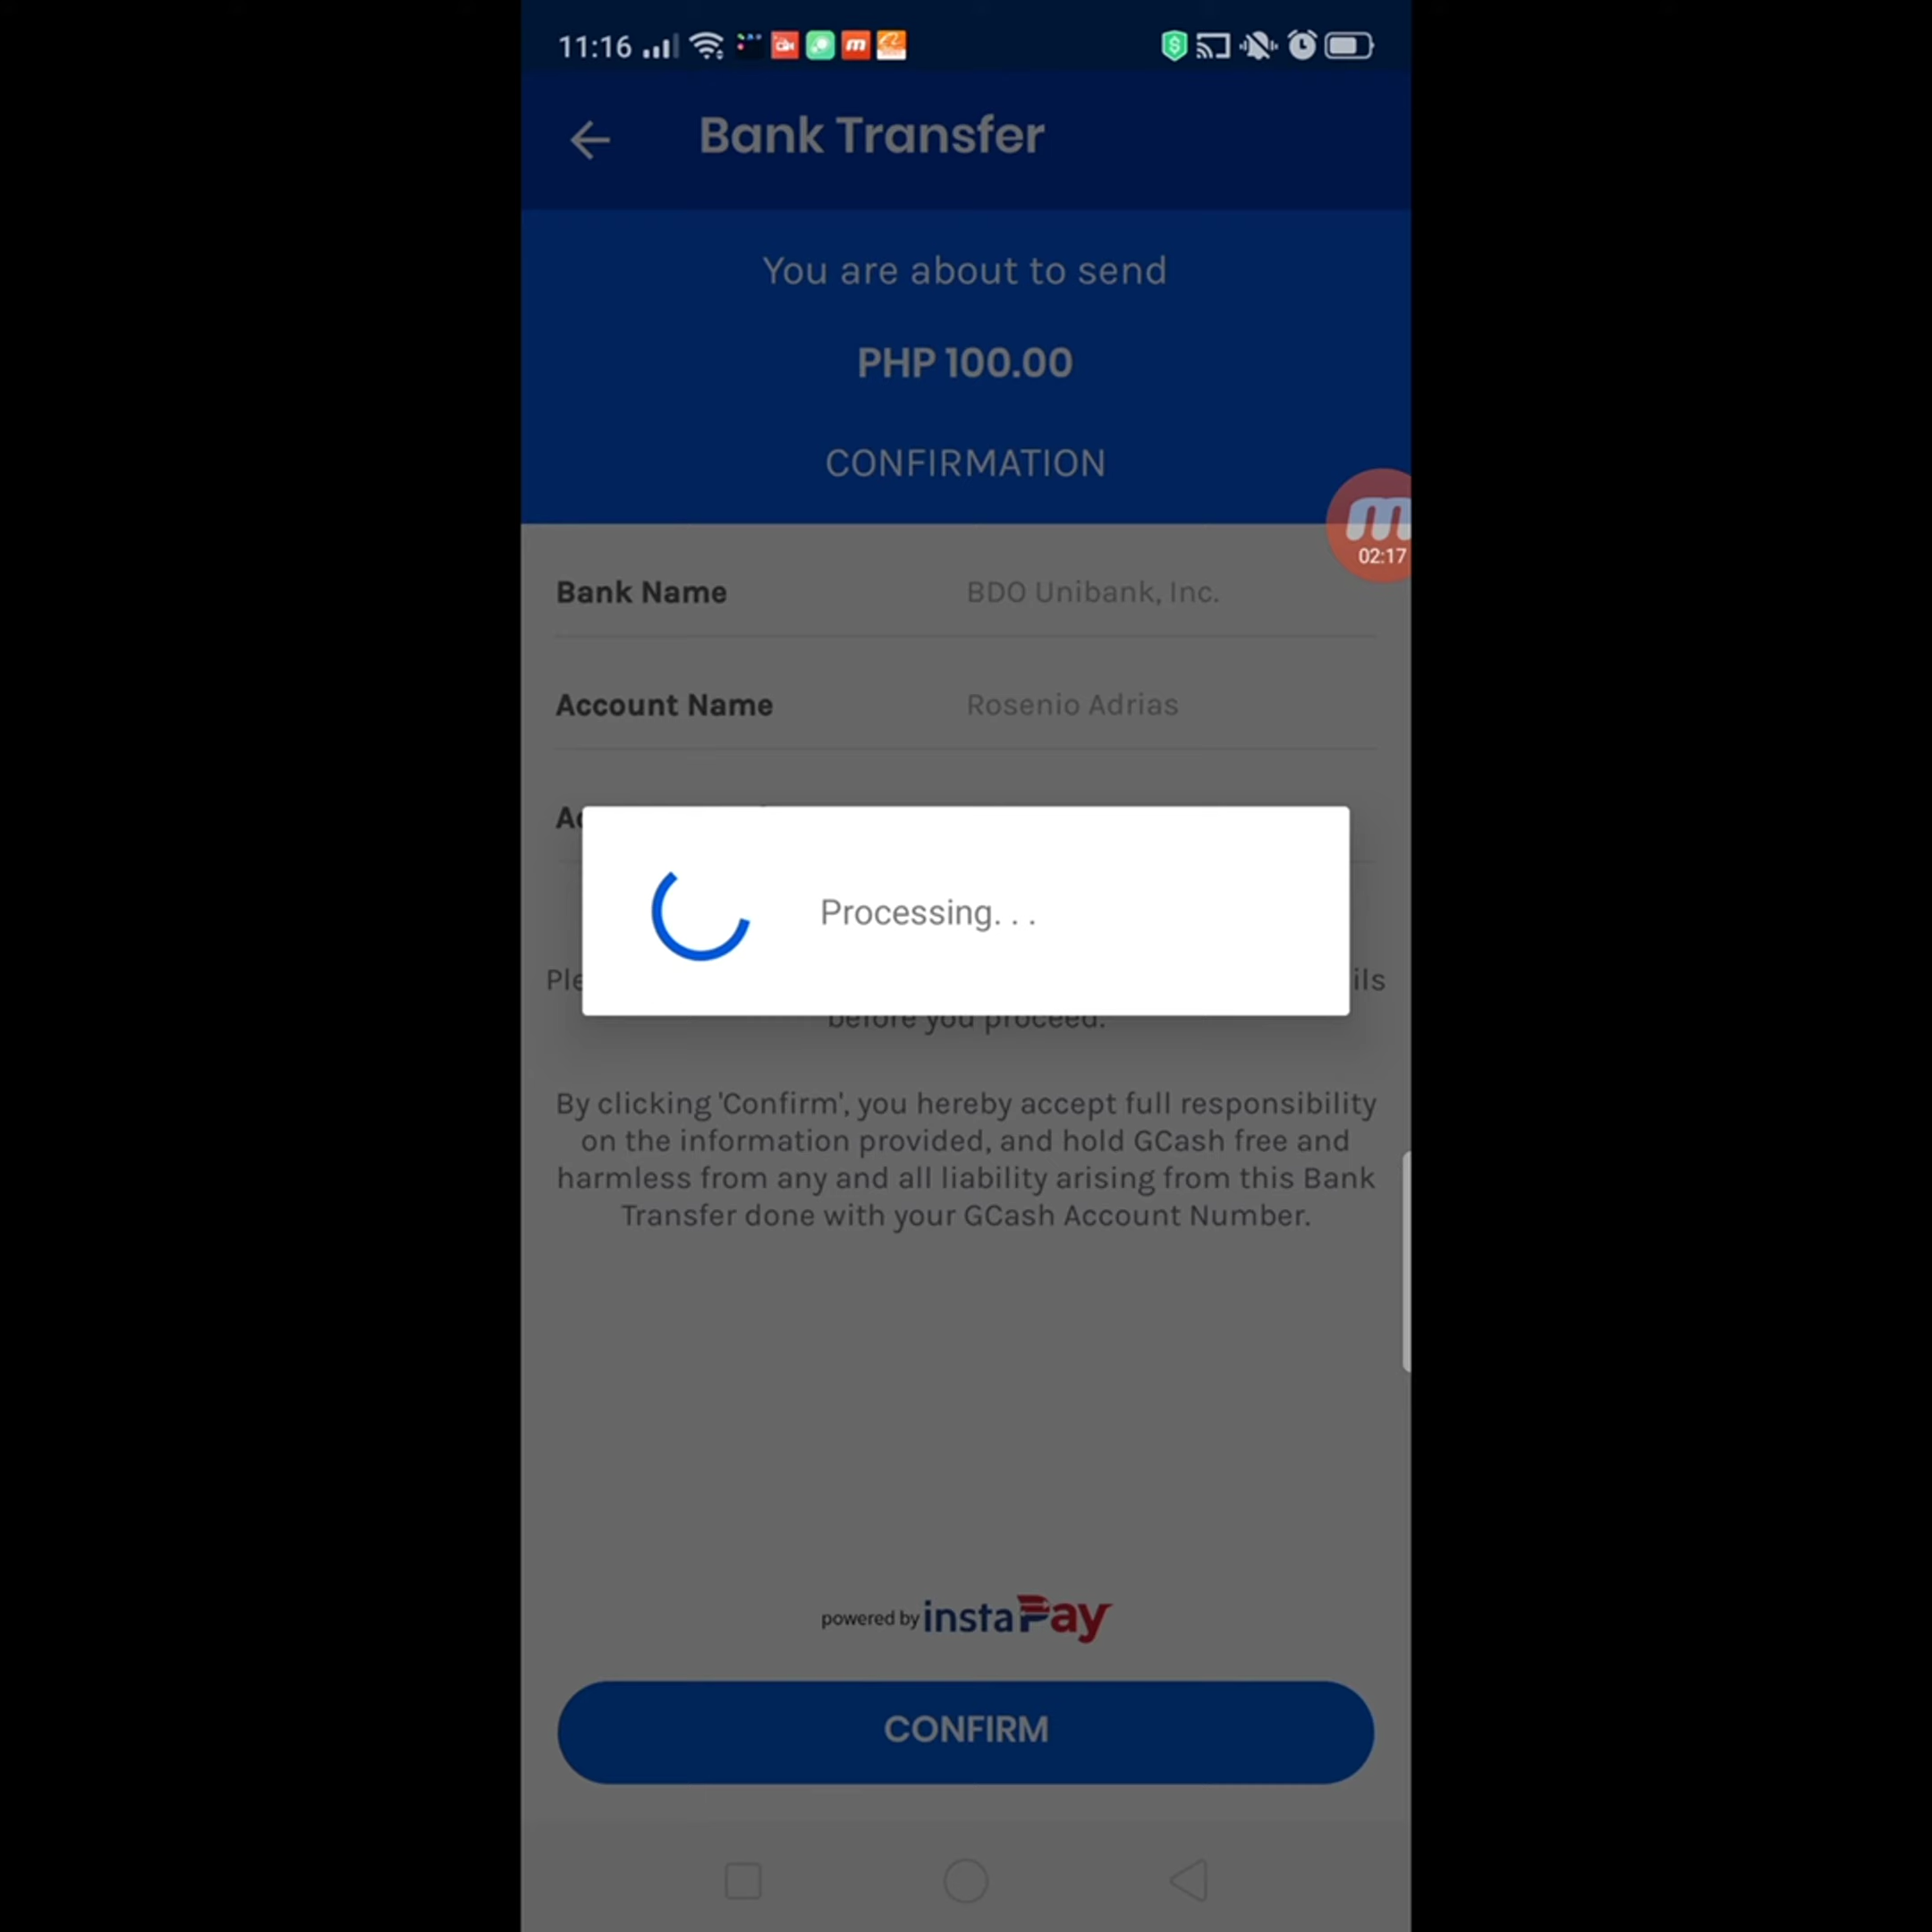 11:16
Bank Transfer
You are about to send
PHP 100.00
CONFIRMATION
02:17
Bank Name BDO Unibank, Inc.
Account Name Rosenio Adrias
Processing. . .
before you proceed.
By clicking 'Confirm', you hereby accept full responsibility
on the information provided, and hold GCash free and
harmless from any and all liability arising from this Bank
Transfer done with your GCash Account Number.
powered by instaPay
CONFIRM